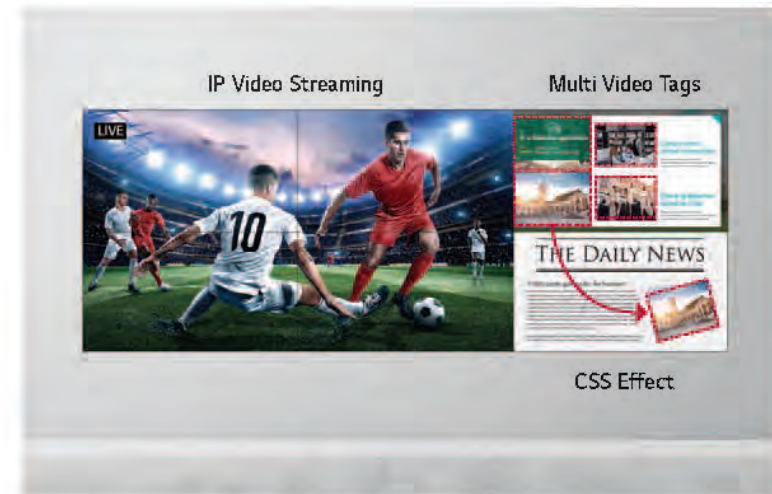 IP Video Streaming
Multi Video Tags
LIVE
10
THE DAILY NEWS
CSS Effect